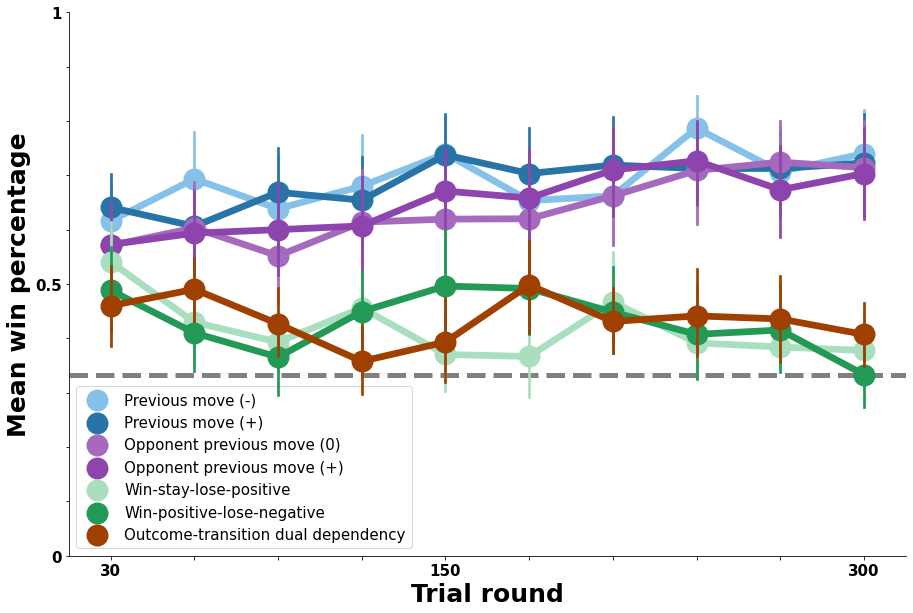 1
0.5
0
Mean win percentage
Previous move (-)
Previous move (+)
Opponent previous move (0)
Opponent previous move (+)
Win-stay-lose-positive
Win-positive-lose-negative
Outcome-transition dual dependency
30
150
300
Trial round